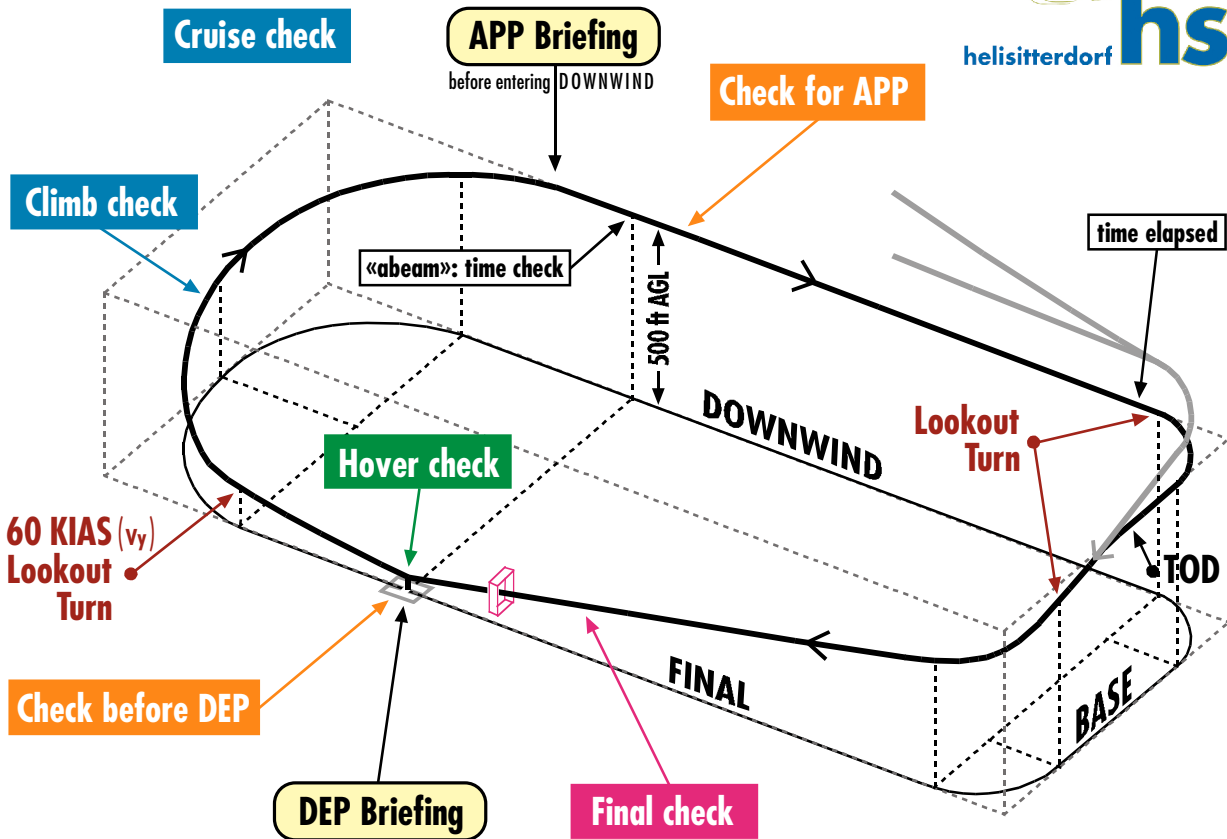 Cruise check
APP Briefing
before entering DOWNWIND
helisitterdorf hs
Check for APP
Climb check
«abeam»: time check
time elapsed
500 ft AGL
DOWNWIND
Lookout
Turn
Hover check
60 KIAS (vy)
Lookout
Turn
TOD
FINAL
BASE
Check before DEP
DEP Briefing
Final check